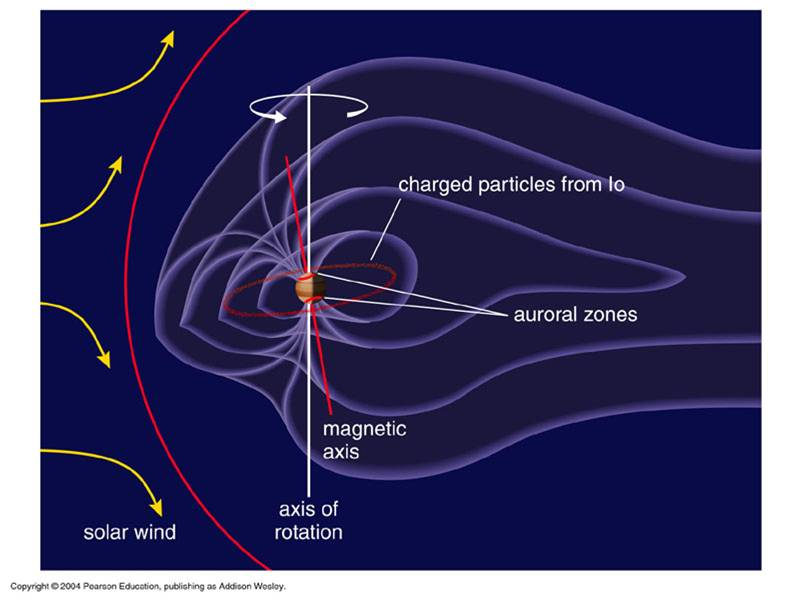 charged particles from Io
auroral zones
magnetic
axis
axis of
rotation
solar wind
Copyright © 2004 Pearson Education, publishing as Addison Wesley.